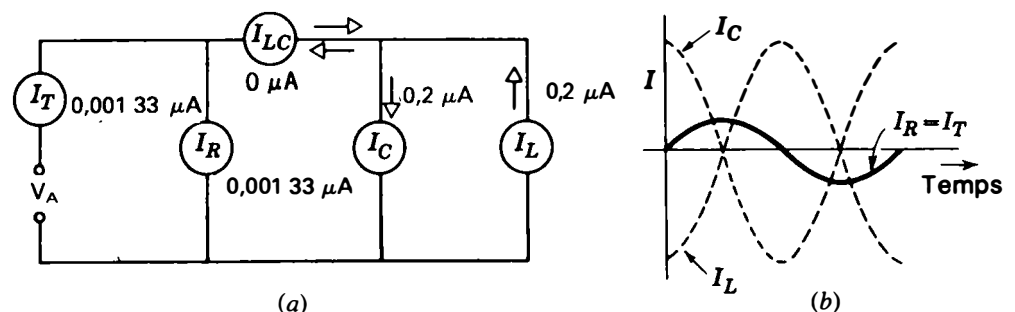 I_LC
0 μA
I_T
0,001 33 μA
V_A
I_R
0,001 33 μA
0,2 μA
I_C
0,2 μA
I_L
(a)
I_C
I
I_R = I_T
Temps
I_L
(b)